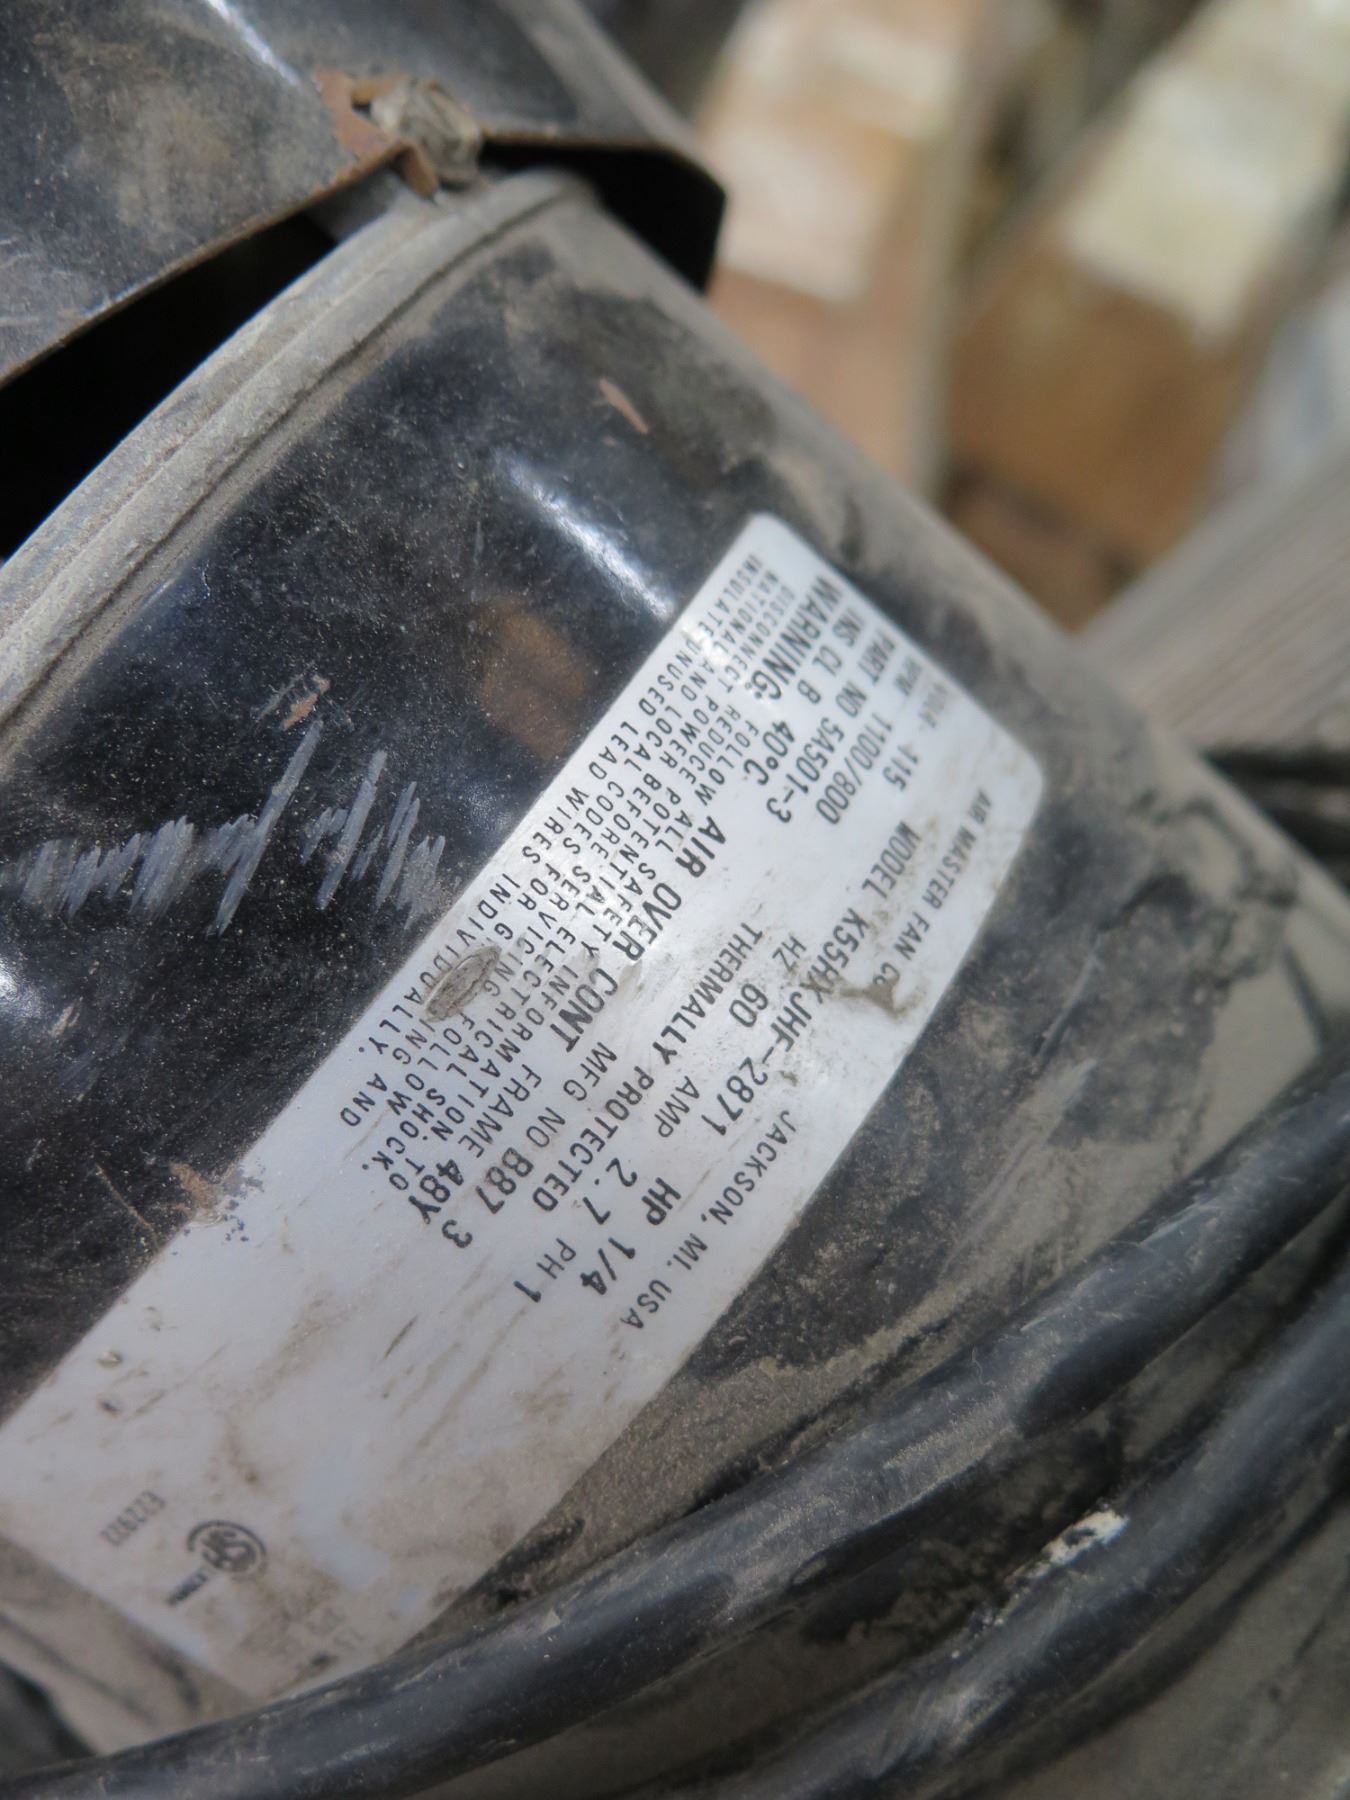 AIR MASTER FAN CO JACKSON, MI. USA
MODEL K55HXJHF-2871 HP 1/4
VOLT 115 HZ 60 AMP 2.7 PH 1
RPM 1100/800 THERMALLY PROTECTED
PART NO 5A501-3 MFG NO B87 3
INS CL B 40°C. AIR OVER CONT FRAME 48Y
WARNING: FOLLOW ALL SAFETY INFORMATION. TO
REDUCE POTENTIAL ELECTRICAL SHOCK.
DISCONNECT POWER BEFORE SERVICING. FOLLOW
NATIONAL AND LOCAL CODES FOR AND
INSULATE UNUSED LEAD WIRES INDIVIDUALLY.